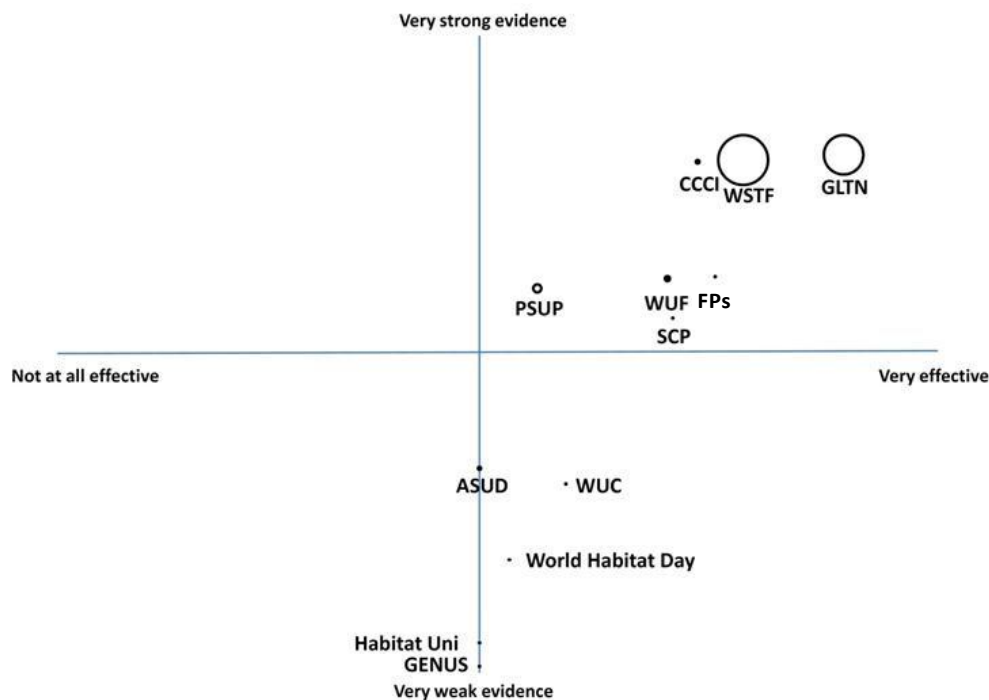 Very strong evidence
CCCI
WSTF
GLTN
PSUP
WUF
FPs
SCP
Not at all effective
Very effective
ASUD
WUC
World Habitat Day
Habitat Uni
GENUS
Very weak evidence